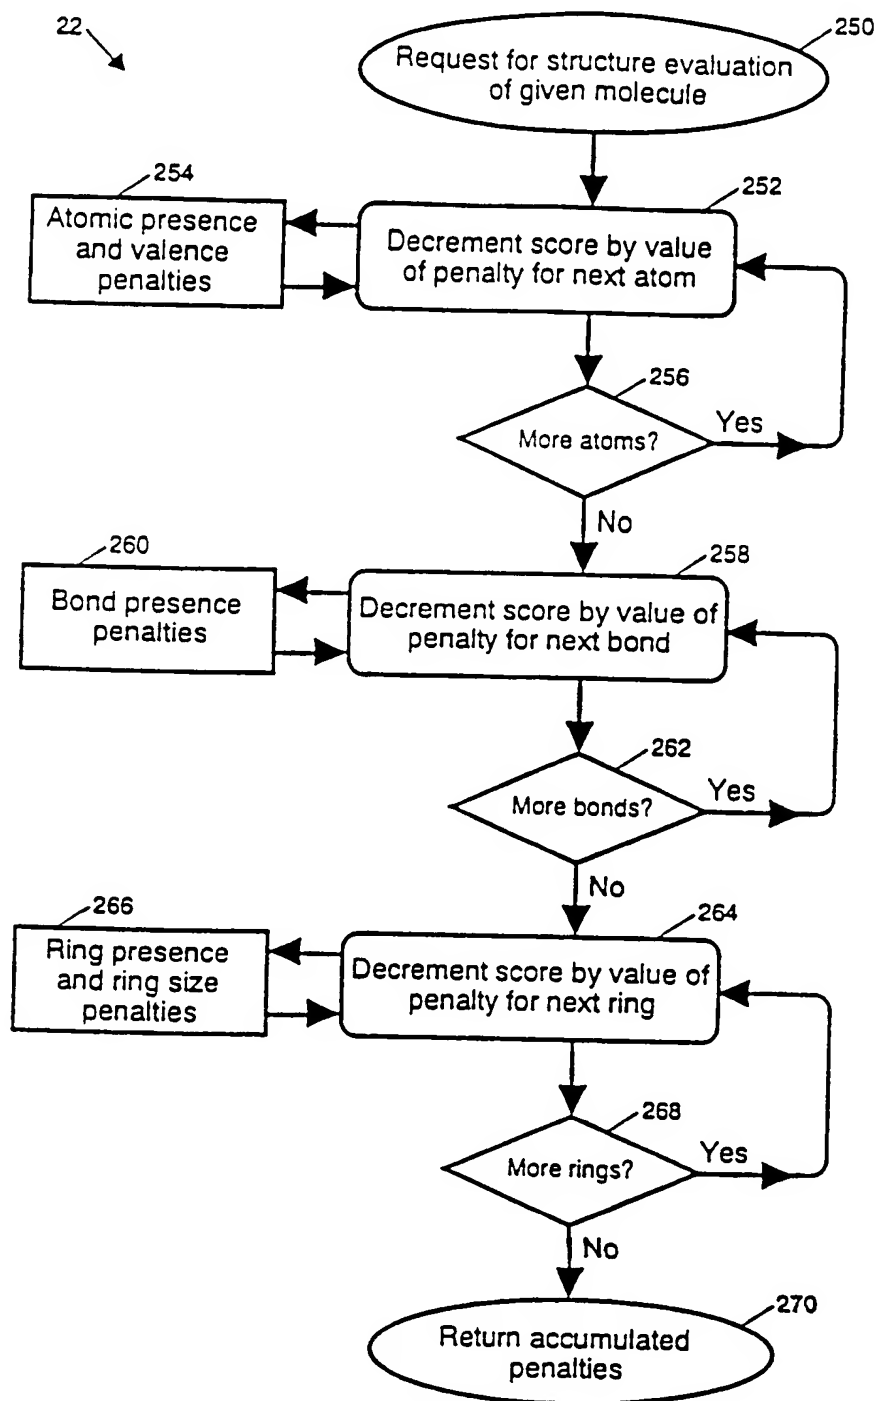 22
250
Request for structure evaluation
of given molecule
254
252
Atomic presence
and valence
penalties
Decrement score by value
of penalty for next atom
256
More atoms?
Yes
No
260
258
Bond presence
penalties
Decrement score by value of
penalty for next bond
262
More bonds?
Yes
No
266
264
Ring presence
and ring size
penalties
Decrement score by value of
penalty for next ring
268
More rings?
Yes
No
270
Return accumulated
penalties